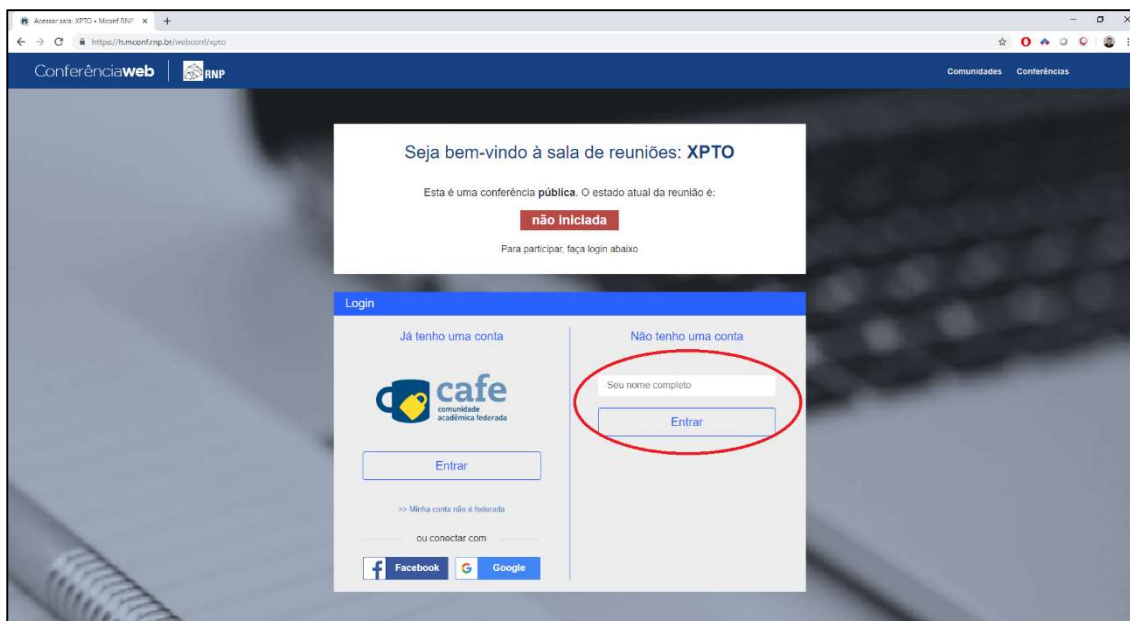 Acessar sala: XPTO • Mconf RNP
https://h.mconf.rnp.br/webconf/xpto
Conferênciaweb
RNP
Comunidades Conferências
Seja bem-vindo à sala de reuniões: XPTO
Esta é uma conferência pública. O estado atual da reunião é:
não iniciada
Para participar, faça login abaixo
Login
Já tenho uma conta
Não tenho uma conta
cafe
comunidade
acadêmica federada
Seu nome completo
Entrar
Entrar
>> Minha conta não é federada
ou conectar com
Facebook
Google